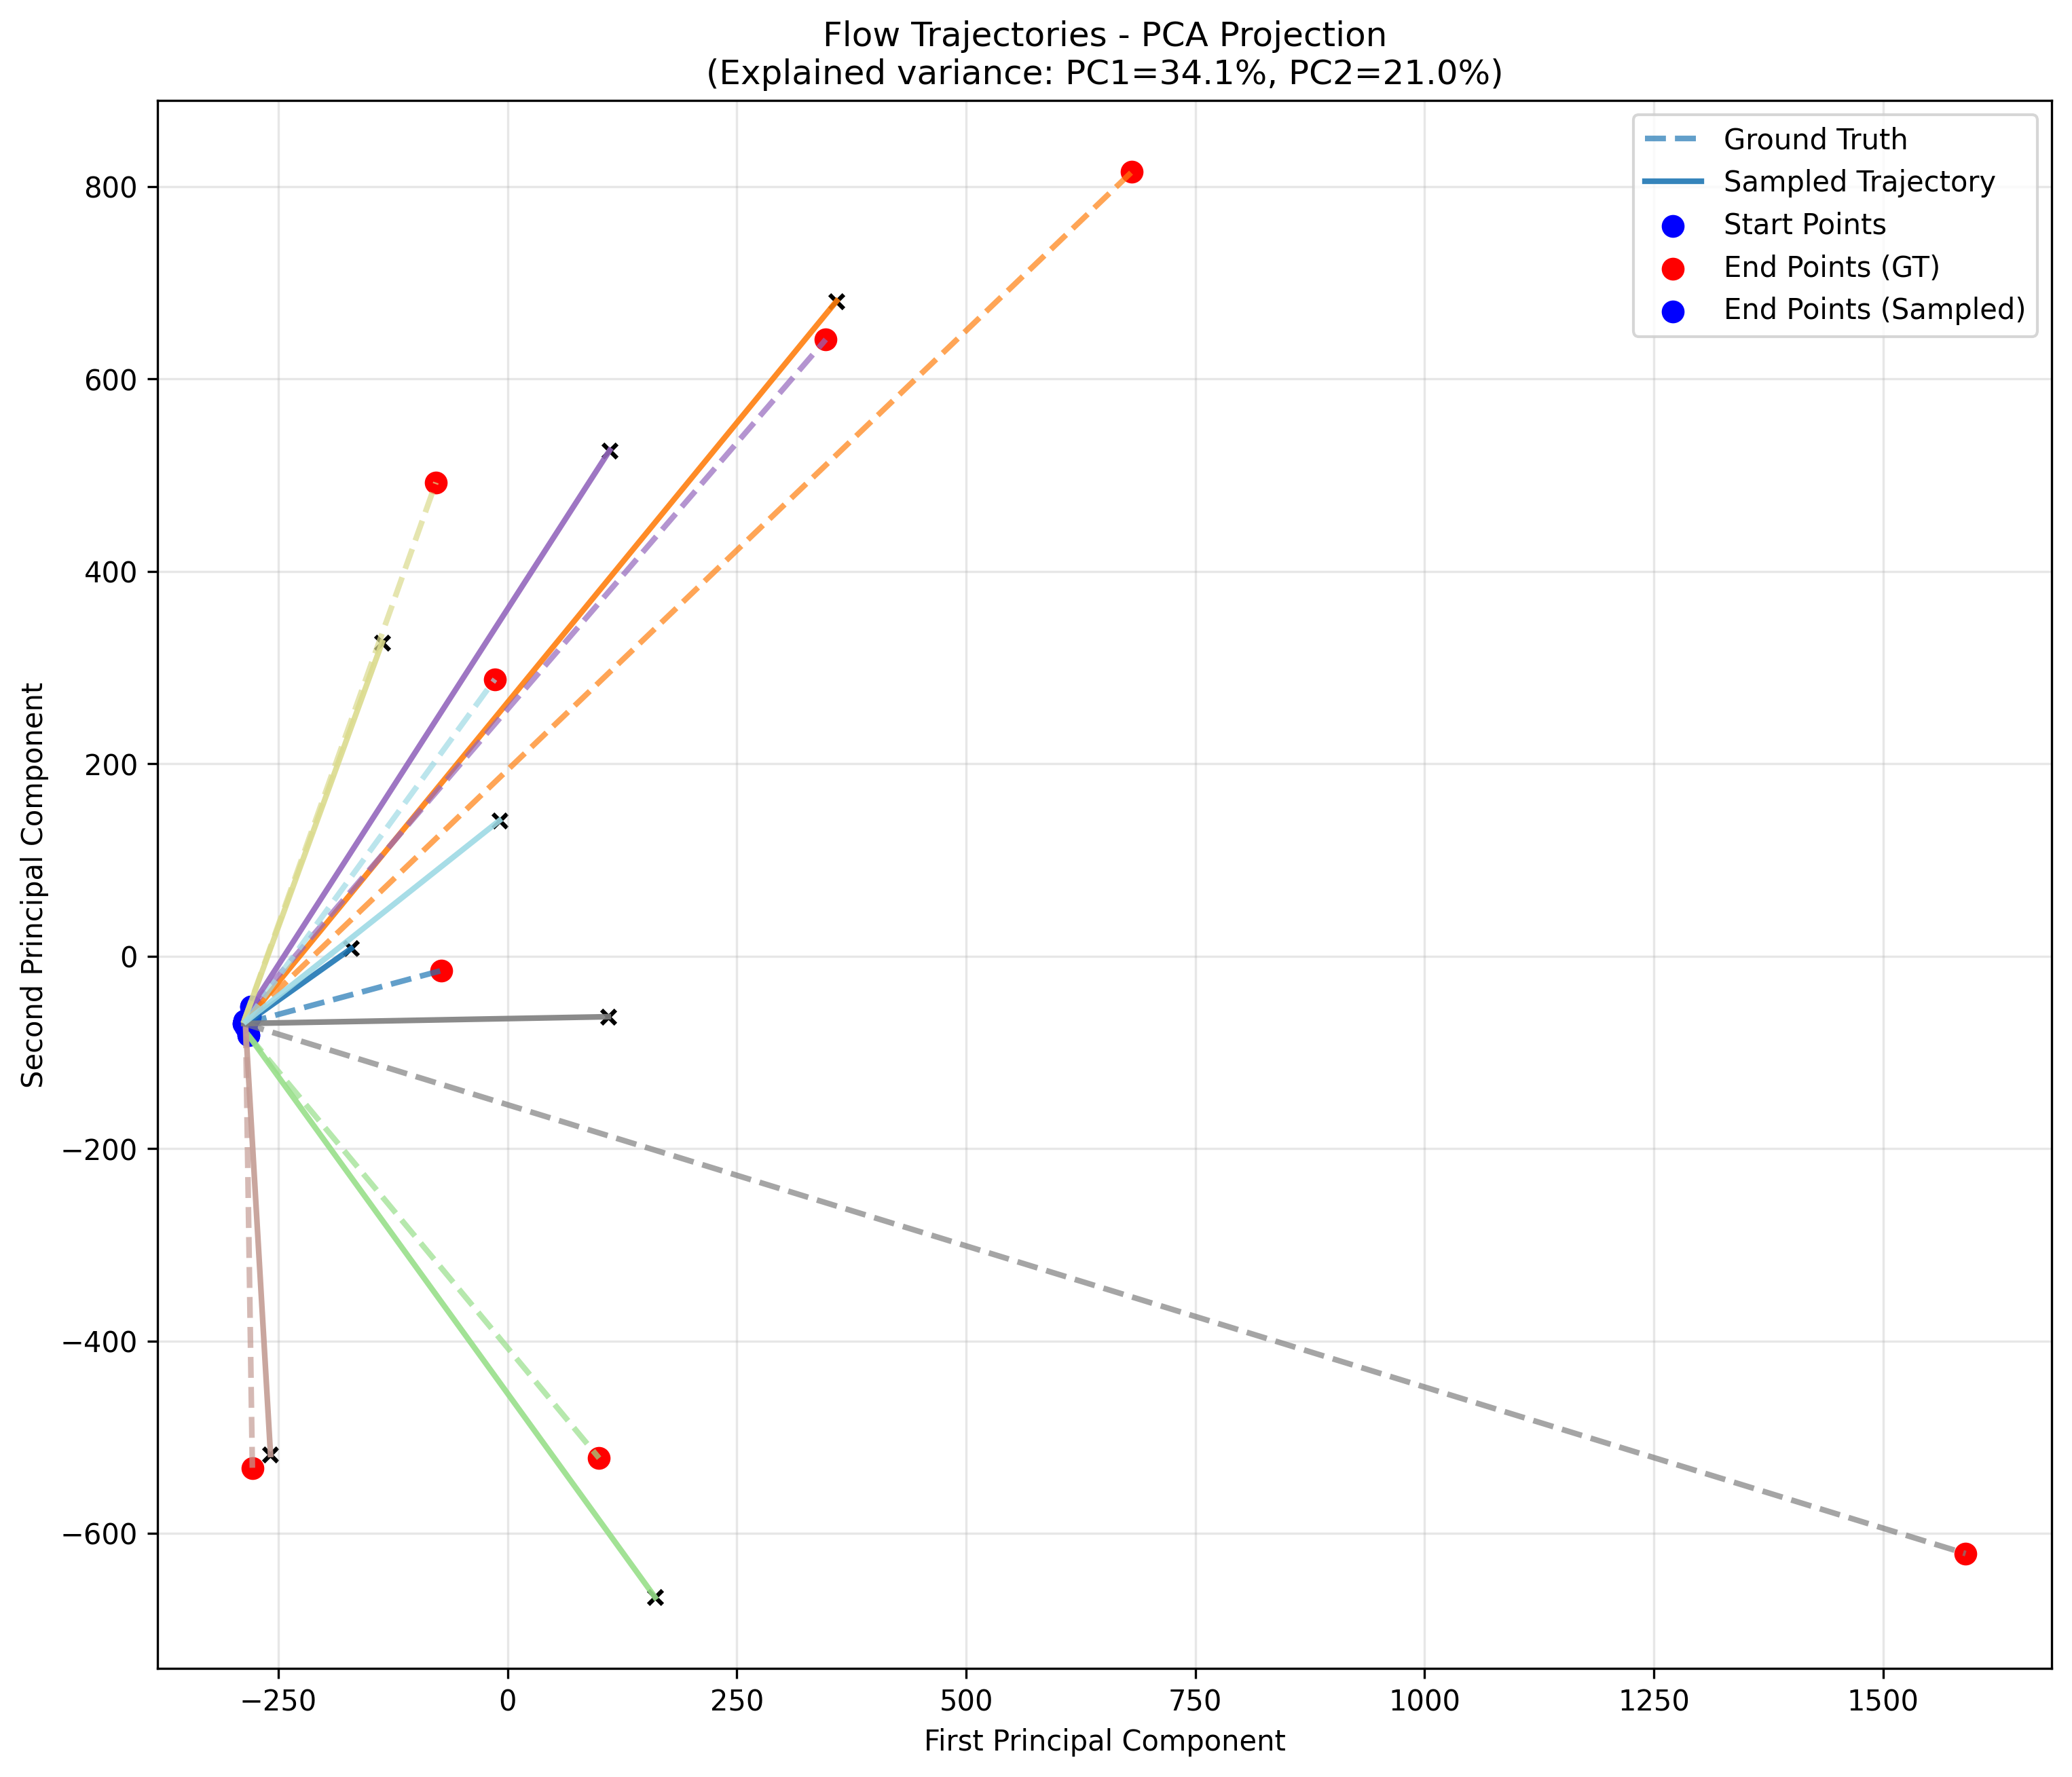 Flow Trajectories - PCA Projection
(Explained variance: PC1=34.1%, PC2=21.0%)
Ground Truth
Sampled Trajectory
Start Points
End Points (GT)
End Points (Sampled)
Second Principal Component
800
600
400
200
0
−200
−400
−600
−250
0
250
500
750
1000
1250
1500
First Principal Component